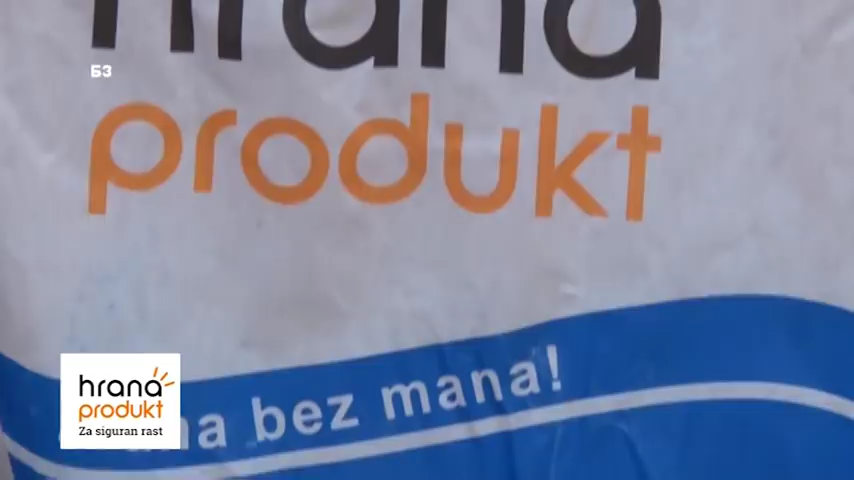 hrana
БЗ
produkt
bez mana!
hrana
produkt
Za siguran rast